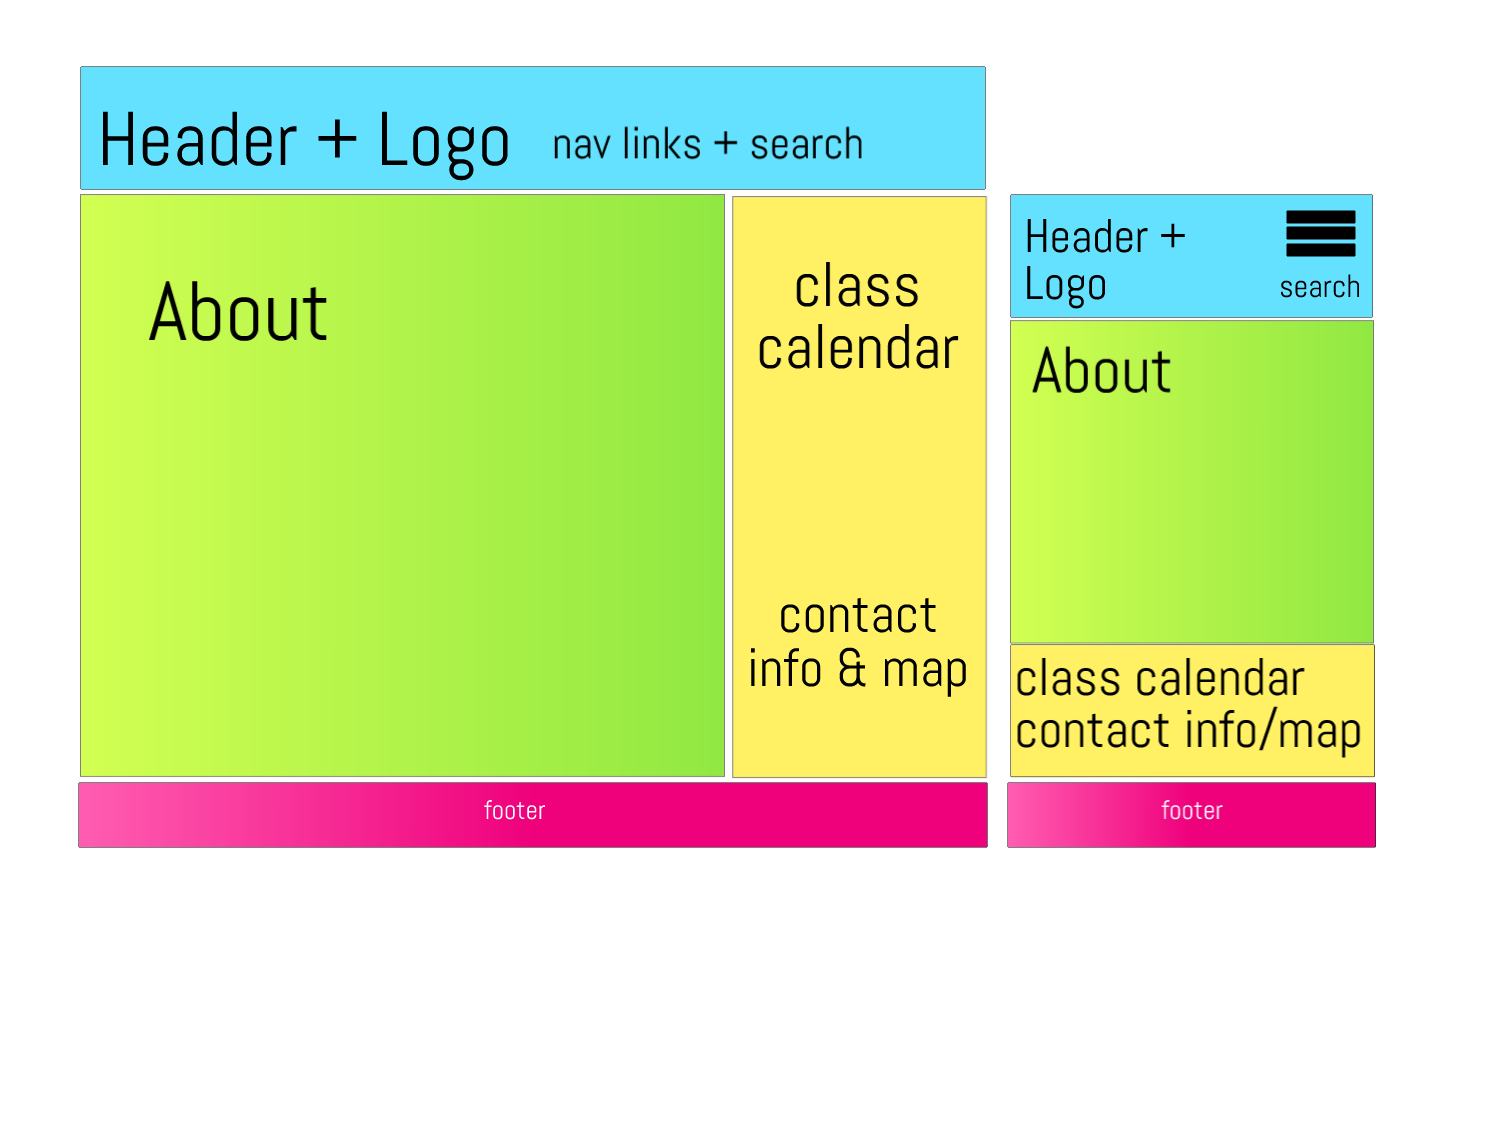 Header + Logo nav links + search
About
class
calendar
contact
info & map
footer
Header +
Logo
search
About
class calendar
contact info/map
footer